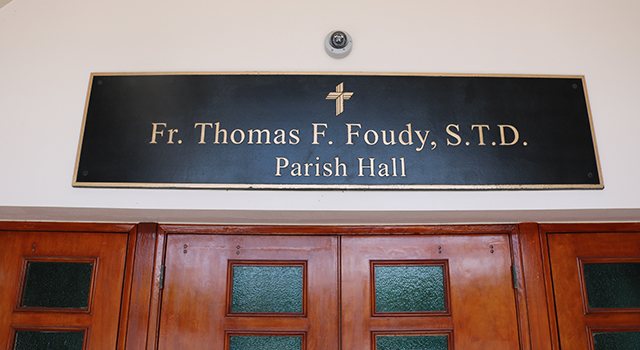 Fr. Thomas F. Foudy, S.T.D.
Parish Hall